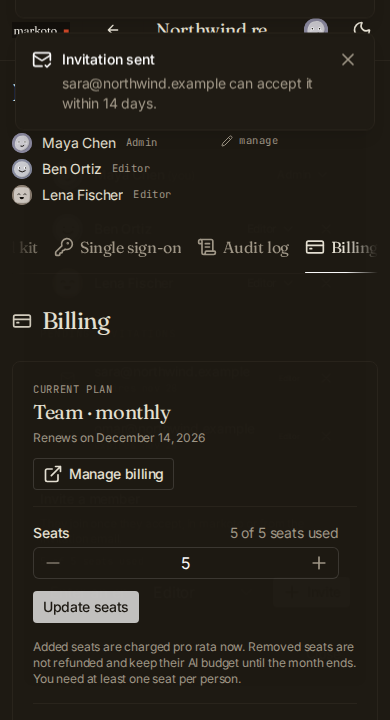 markoto
Northwind re
Invitation sent
sara@northwind.example can accept it
within 14 days.
Maya Chen Admin
manage
Ben Ortiz Editor
Lena Fischer Editor
kit
Single sign-on
Audit log
Billing
Billing
CURRENT PLAN
Team · monthly
Renews on December 14, 2026
Manage billing
Seats
5 of 5 seats used
5
Update seats
Added seats are charged pro rata now. Removed seats are
not refunded and keep their AI budget until the month ends.
You need at least one seat per person.